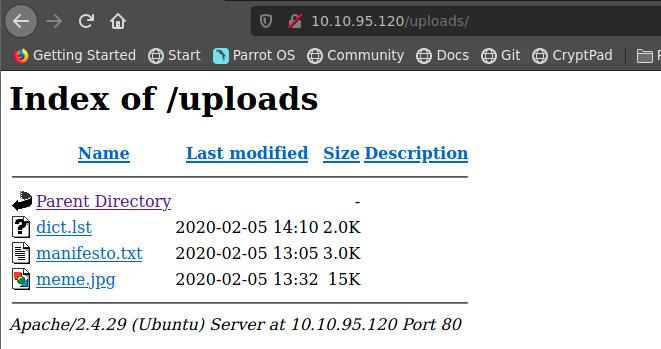 10.10.95.120/uploads/
Getting Started Start Parrot OS Community Docs Git CryptPad
Index of /uploads
Name Last modified Size Description
Parent Directory -
dict.lst 2020-02-05 14:10 2.0K
manifesto.txt 2020-02-05 13:05 3.0K
meme.jpg 2020-02-05 13:32 15K
Apache/2.4.29 (Ubuntu) Server at 10.10.95.120 Port 80